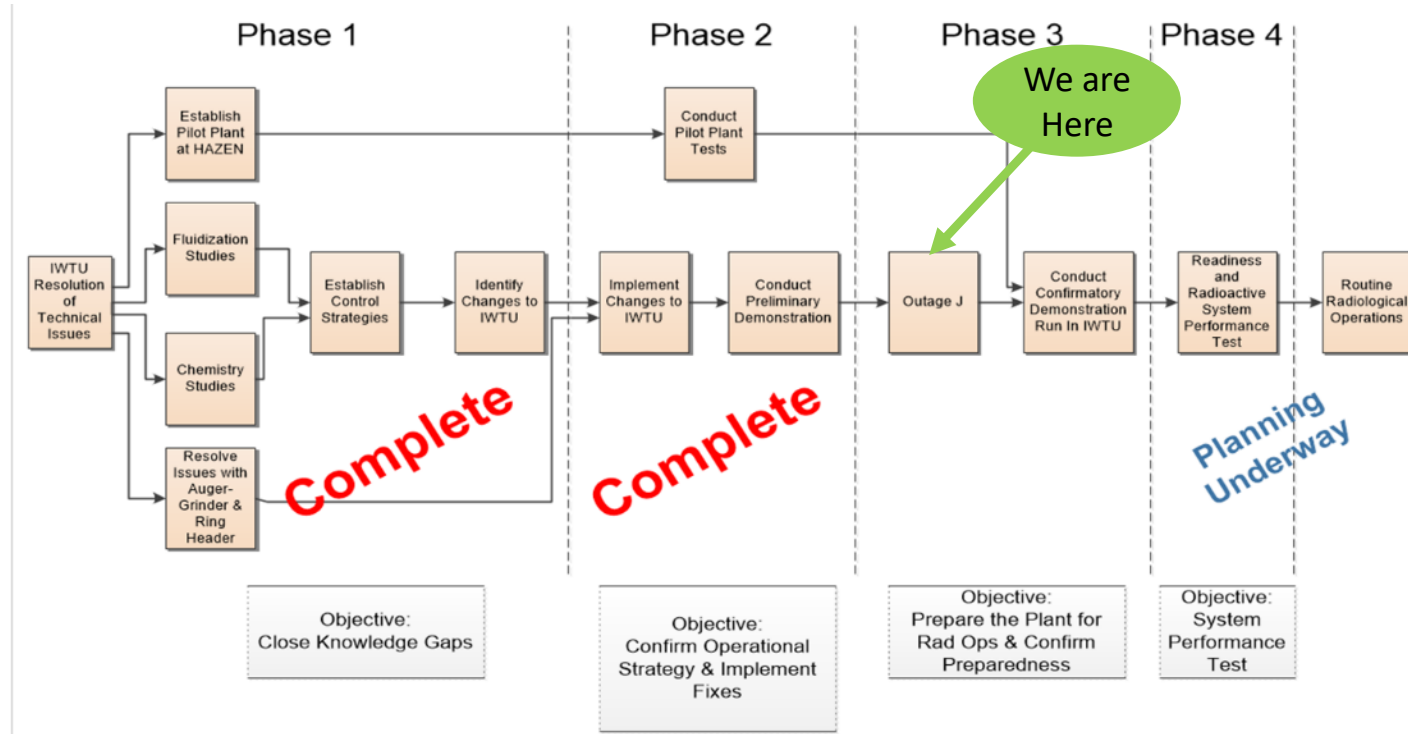 Phase 1
Phase 2
Phase 3
Phase 4
We are
Here
Establish
Pilot Plant
at HAZEN
Conduct
Pilot Plant
Tests
Fluidization
Studies
IWTU
Resolution
of
Technical
Issues
Establish
Control
Strategies
Identify
Changes to
IWTU
Implement
Changes to
IWTU
Conduct
Preliminary
Demonstration
Outage J
Conduct
Confirmatory
Demonstration
Run In IWTU
Readiness
and
Radioactive
System
Performance
Test
Routine
Radiological
Operations
Chemistry
Studies
Resolve
Issues with
Auger-
Grinder &
Ring
Header
Complete
Complete
Planning
Underway
Objective:
Close Knowledge Gaps
Objective:
Confirm Operational
Strategy & Implement
Fixes
Objective:
Prepare the Plant for
Rad Ops & Confirm
Preparedness
Objective:
System
Performance
Test